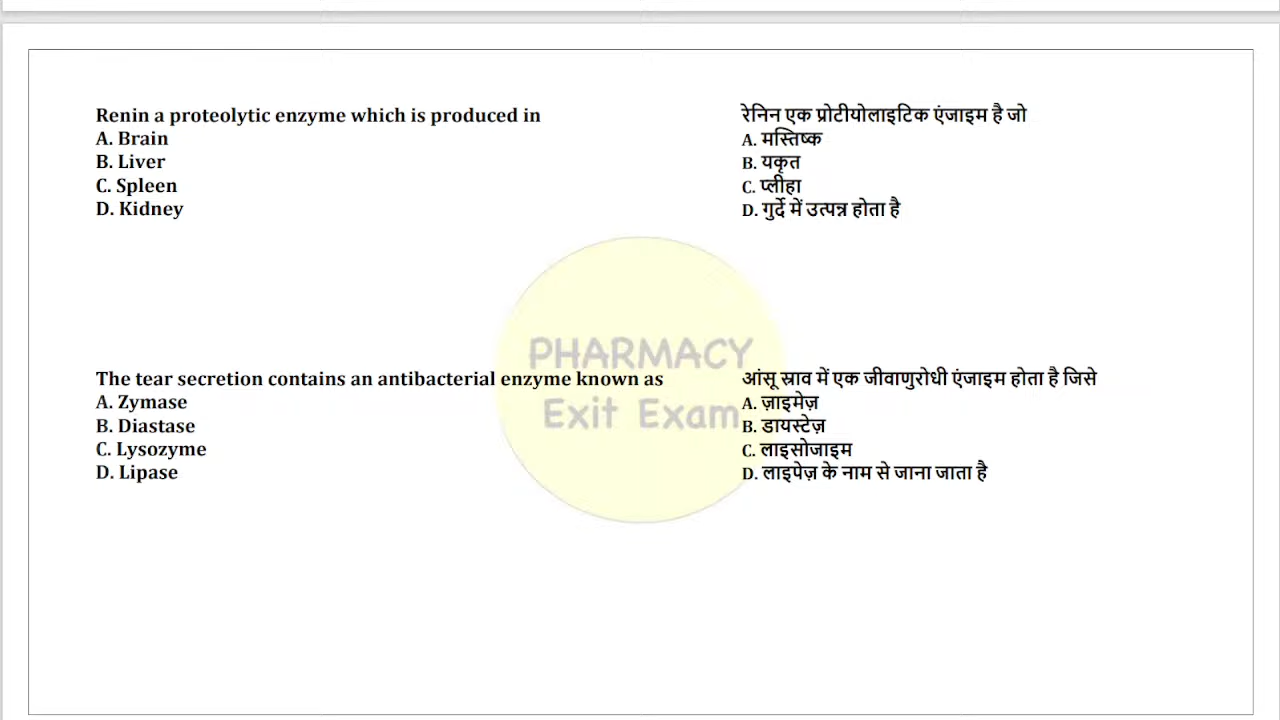 Renin a proteolytic enzyme which is produced in
A. Brain
B. Liver
C. Spleen
D. Kidney
रेनिन एक प्रोटीयोलाइटिक एंजाइम है जो
A. मस्तिष्क
B. यकृत
C. प्लीहा
D. गुर्दे में उत्पन्न होता है
PHARMACY
Exit Exam
The tear secretion contains an antibacterial enzyme known as
A. Zymase
B. Diastase
C. Lysozyme
D. Lipase
आंसू स्राव में एक जीवाणुरोधी एंजाइम होता है जिसे
A. ज़ाइमेज़
B. डायस्टेज़
C. लाइसोजाइम
D. लाइपेज़ के नाम से जाना जाता है